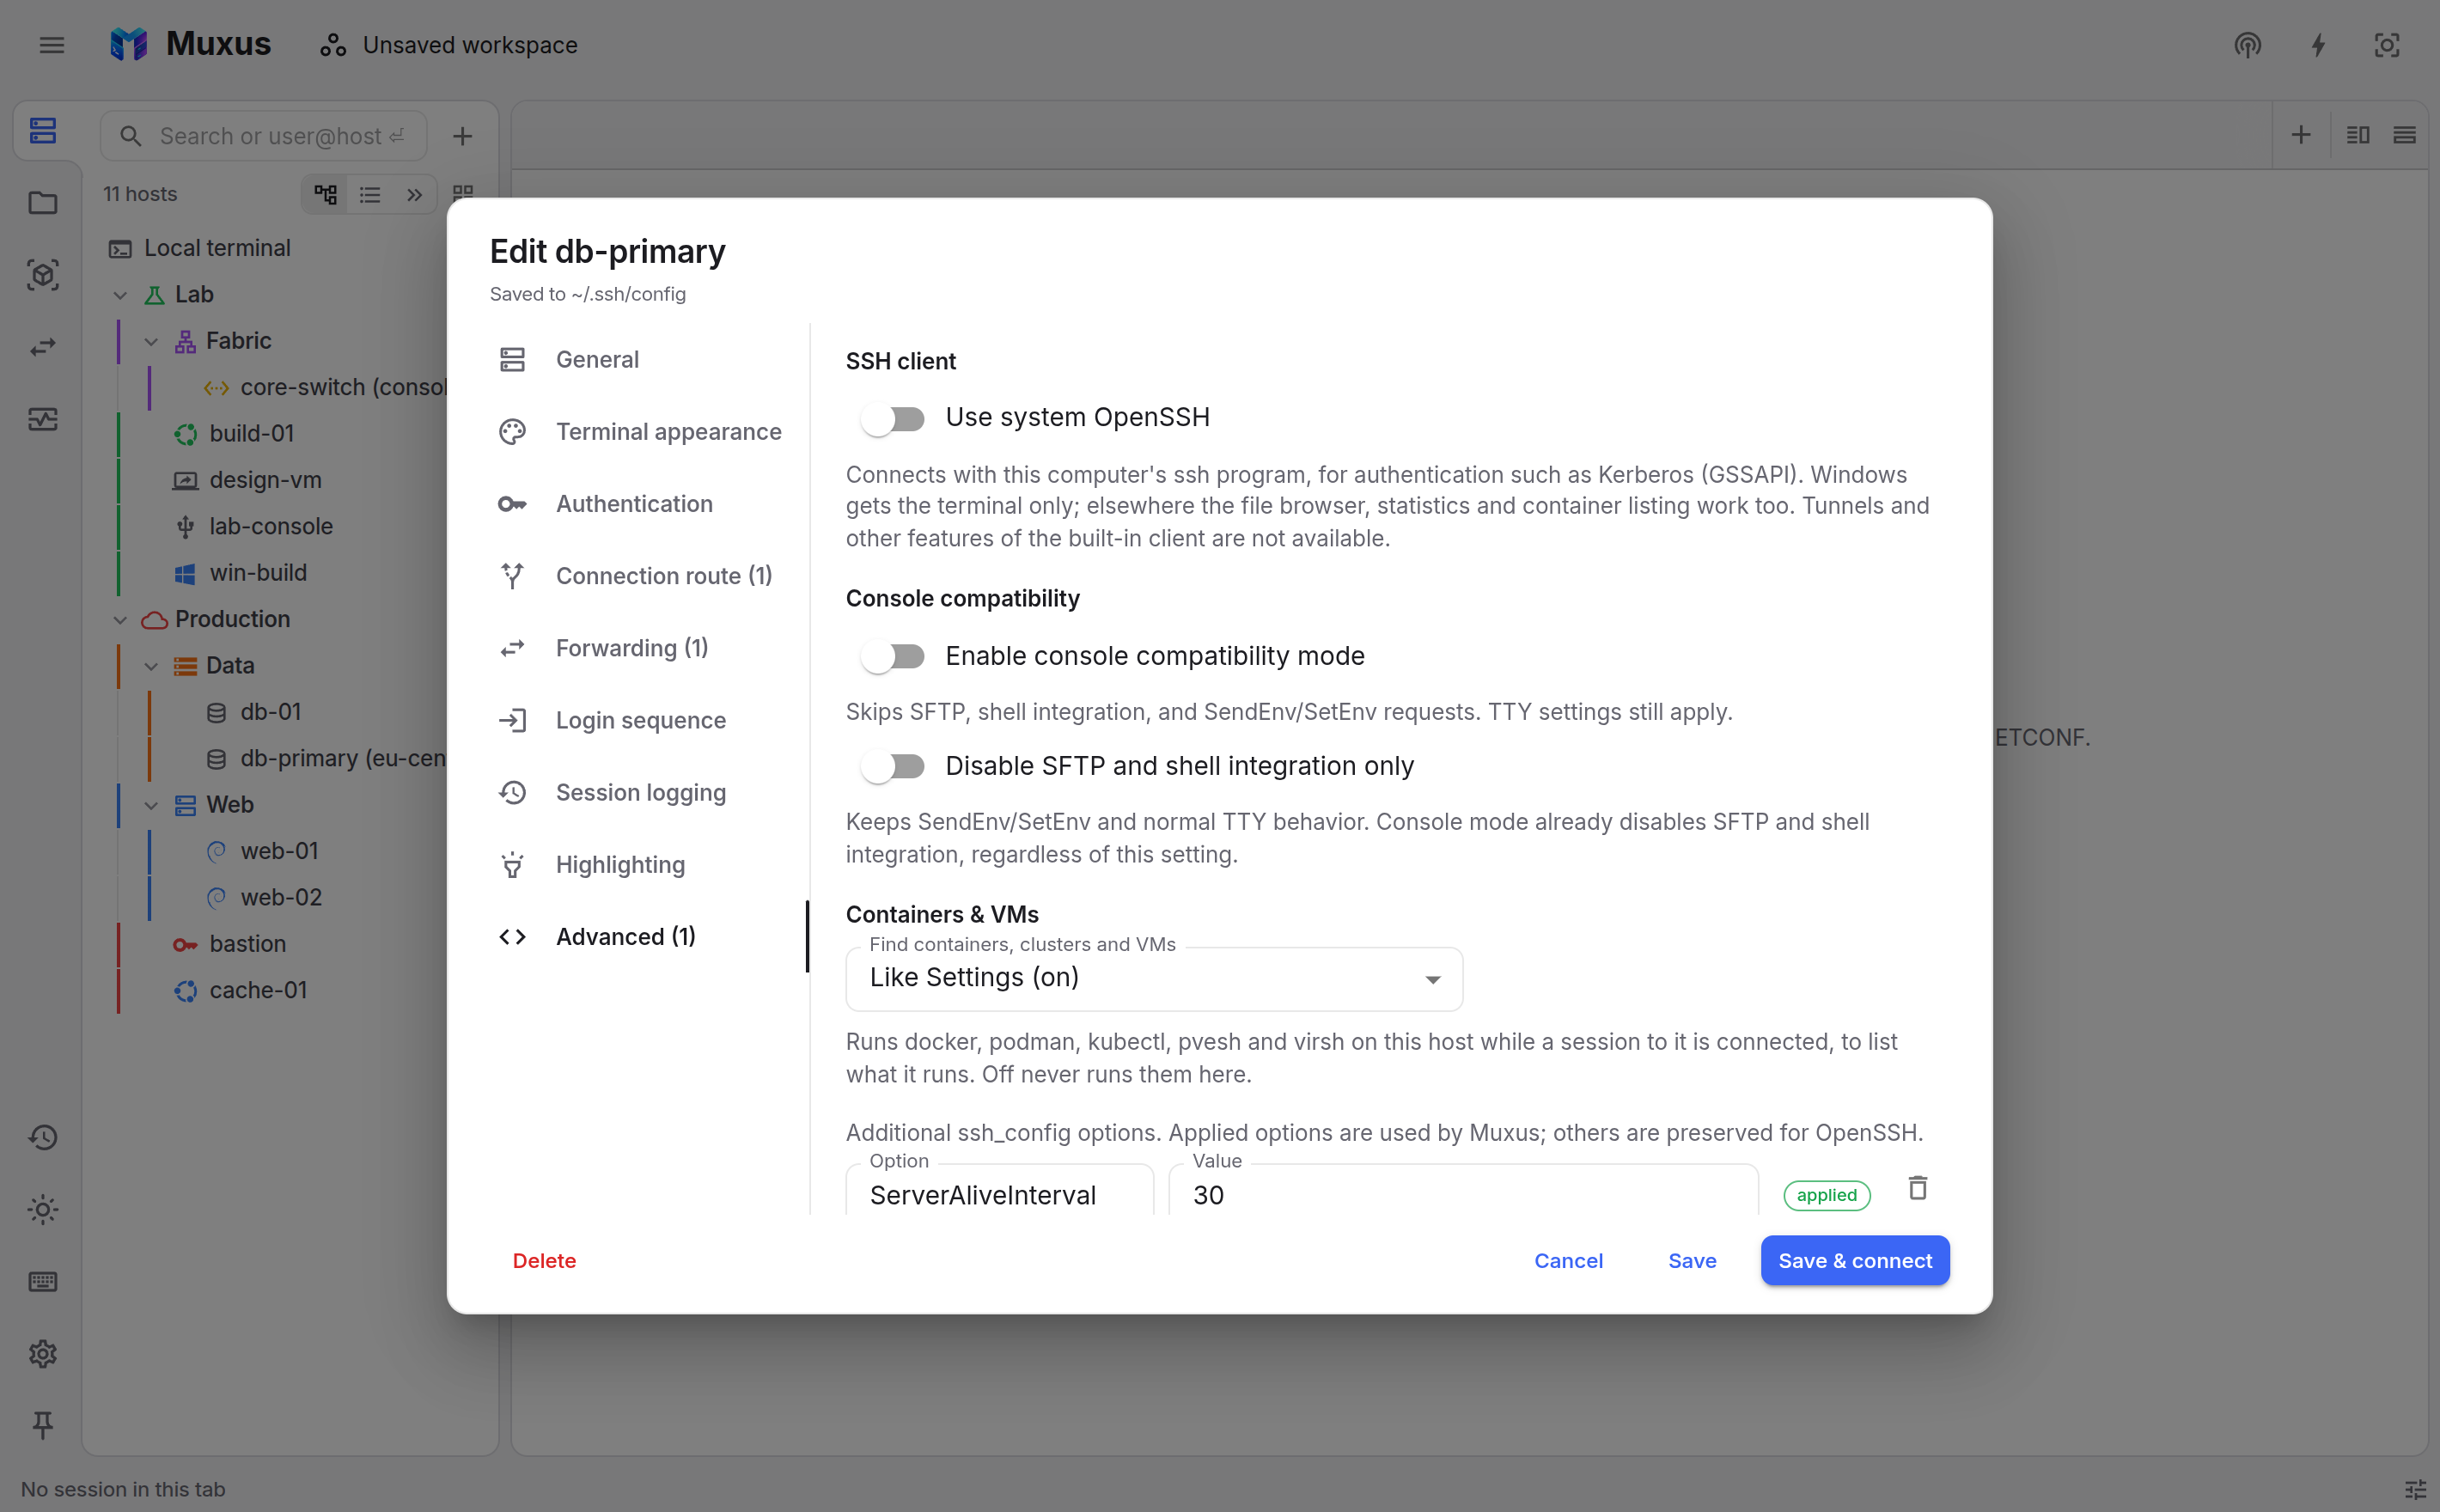 Muxus
Unsaved workspace
Search or user@host
11 hosts
Local terminal
Lab
Fabric
core-switch (consol
build-01
design-vm
lab-console
win-build
Production
Data
db-01
db-primary (eu-cen
Web
web-01
web-02
bastion
cache-01
No session in this tab
ETCONF.
Edit db-primary
Saved to ~/.ssh/config
General
Terminal appearance
Authentication
Connection route (1)
Forwarding (1)
Login sequence
Session logging
Highlighting
Advanced (1)
SSH client
Use system OpenSSH
Connects with this computer's ssh program, for authentication such as Kerberos (GSSAPI). Windows
gets the terminal only; elsewhere the file browser, statistics and container listing work too. Tunnels and
other features of the built-in client are not available.
Console compatibility
Enable console compatibility mode
Skips SFTP, shell integration, and SendEnv/SetEnv requests. TTY settings still apply.
Disable SFTP and shell integration only
Keeps SendEnv/SetEnv and normal TTY behavior. Console mode already disables SFTP and shell
integration, regardless of this setting.
Containers & VMs
Find containers, clusters and VMs
Like Settings (on)
Runs docker, podman, kubectl, pvesh and virsh on this host while a session to it is connected, to list
what it runs. Off never runs them here.
Additional ssh_config options. Applied options are used by Muxus; others are preserved for OpenSSH.
Option
Value
ServerAliveInterval
30
applied
Delete
Cancel
Save
Save & connect